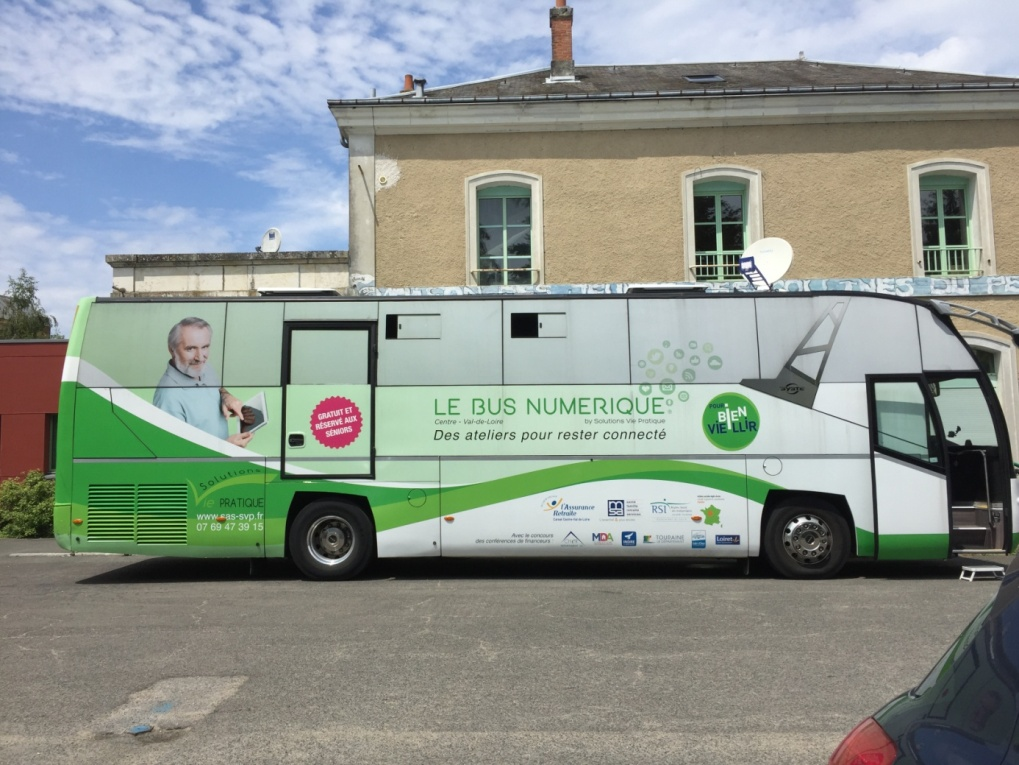 GRATUIT ET
RÉSERVÉ AUX
SÉNIORS
LE BUS NUMERIQUE
Centre - Val-de-Loire
by Solutions Vie Pratique
Des ateliers pour rester connecté
POUR
BIEN
VIEILLIR
Solutions
PRATIQUE
www.sas-svp.fr
07 69 47 39 15
l'Assurance
Retraite
RSI
Avec le concours
des conférences de financeurs
MDA
TOURAINE
Loiret